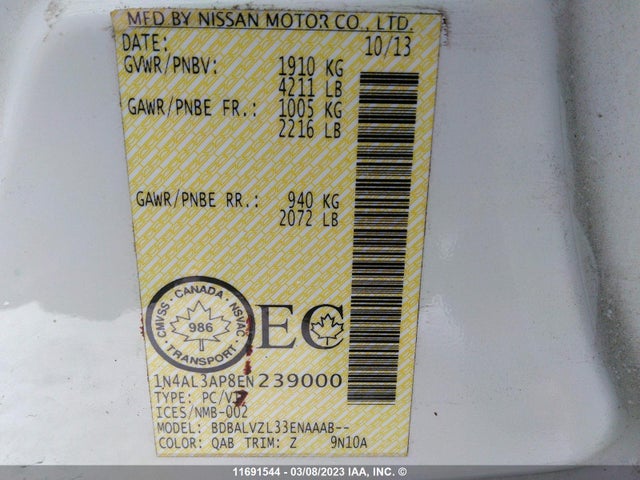 MFD BY NISSAN MOTOR CO., LTD.
DATE: 10/13
GVWR/PNBV: 1910 KG
4211 LB
GAWR/PNBE FR.: 1005 KG
2216 LB
GAWR/PNBE RR.: 940 KG
2072 LB
CMVSS · CANADA · NSVAC
986
TRANSPORT
EC
1N4AL3AP8EN239000
TYPE: PC/VT
ICES/NMB-002
MODEL: BDBALVZL33ENAAAB--
COLOR: QAB TRIM: Z 9N10A
11691544 — 03/08/2023 IAA, INC. ©